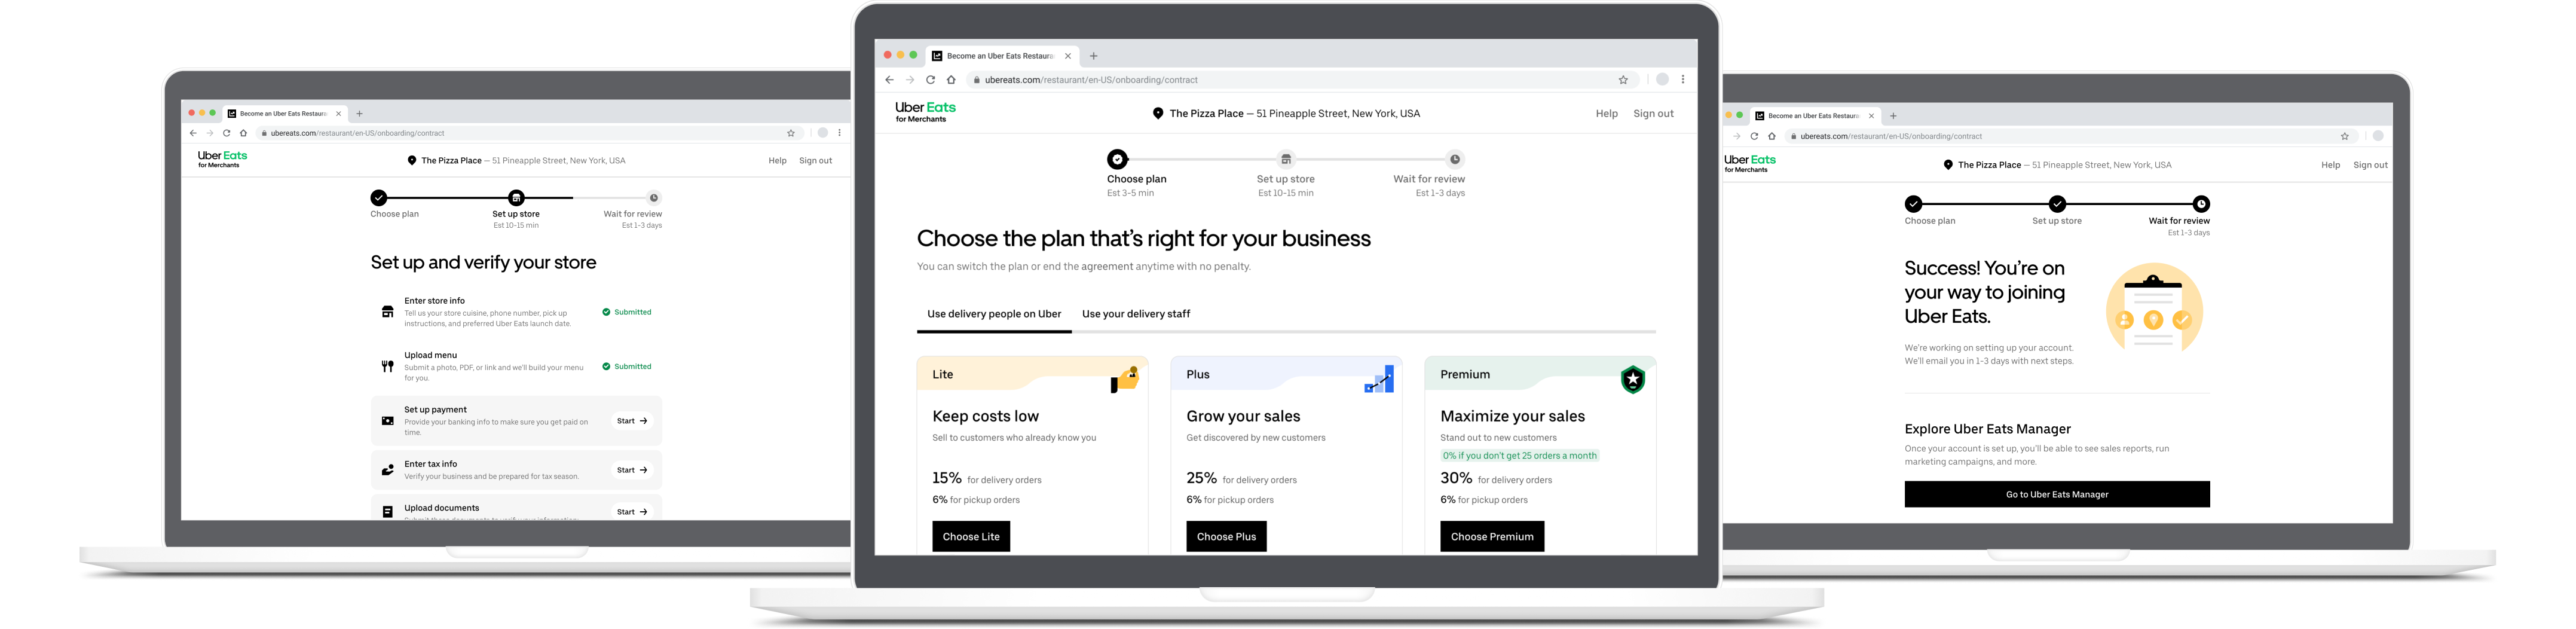 Become an Uber Eats Restaura
ubereats.com/restaurant/en-US/onboarding/contract
Uber Eats
for Merchants
The Pizza Place — 51 Pineapple Street, New York, USA
Help Sign out
Choose plan
Set up store
Est 10-15 min
Wait for review
Est 1-3 days
Set up and verify your store
Enter store info
Tell us your store cuisine, phone number, pick up
instructions, and preferred Uber Eats launch date.
Submitted
Upload menu
Submit a photo, PDF, or link and we'll build your menu
for you.
Submitted
Set up payment
Provide your banking info to make sure you get paid on
time.
Start
Enter tax info
Verify your business and be prepared for tax season.
Start
Upload documents
Start
Become an Uber Eats Restaura
ubereats.com/restaurant/en-US/onboarding/contract
Uber Eats
for Merchants
The Pizza Place — 51 Pineapple Street, New York, USA
Help Sign out
Choose plan
Est 3-5 min
Set up store
Est 10-15 min
Wait for review
Est 1-3 days
Choose the plan that's right for your business
You can switch the plan or end the agreement anytime with no penalty.
Use delivery people on Uber
Use your delivery staff
Lite
Keep costs low
Sell to customers who already know you
15% for delivery orders
6% for pickup orders
Choose Lite
Plus
Grow your sales
Get discovered by new customers
25% for delivery orders
6% for pickup orders
Choose Plus
Premium
Maximize your sales
Stand out to new customers
0% if you don't get 25 orders a month
30% for delivery orders
6% for pickup orders
Choose Premium
Become an Uber Eats Restaura
ubereats.com/restaurant/en-US/onboarding/contract
Uber Eats
for Merchants
The Pizza Place — 51 Pineapple Street, New York, USA
Help Sign out
Choose plan
Set up store
Wait for review
Est 1-3 days
Success! You're on
your way to joining
Uber Eats.
We're working on setting up your account.
We'll email you in 1-3 days with next steps.
Explore Uber Eats Manager
Once your account is set up, you'll be able to see sales reports, run
marketing campaigns, and more.
Go to Uber Eats Manager